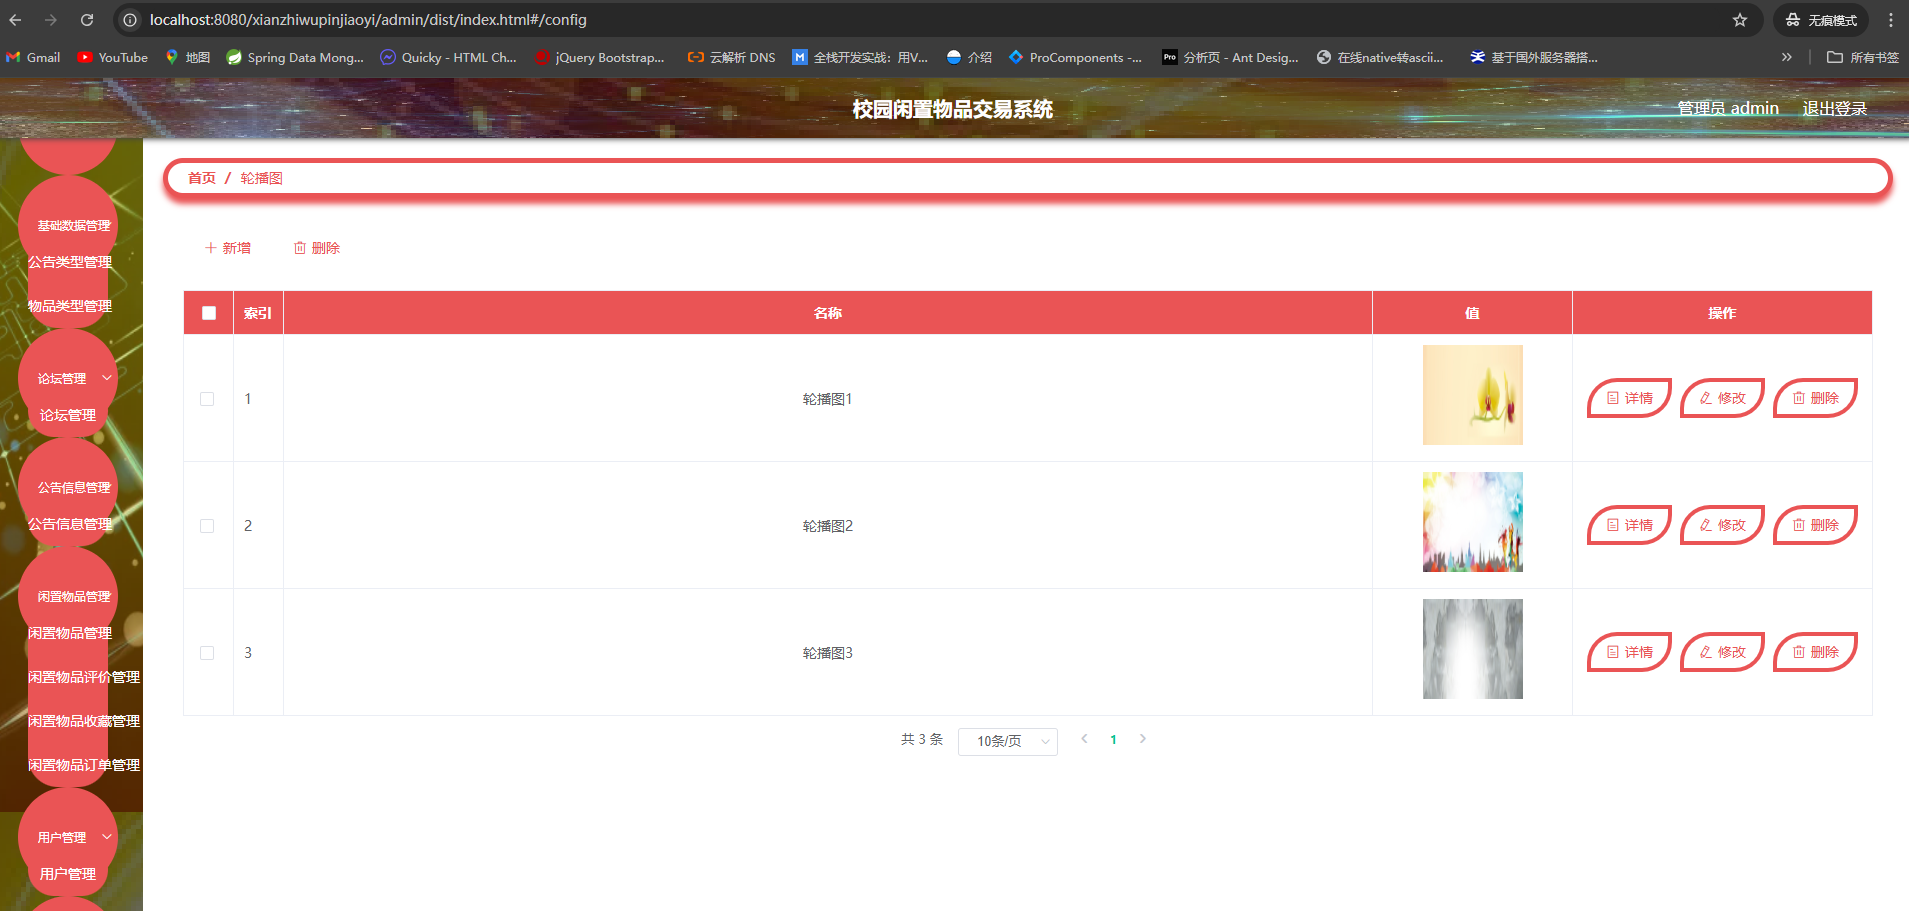 localhost:8080/xianzhiwupinjiaoyi/admin/dist/index.html#/config
无痕模式
Gmail YouTube 地图 Spring Data Mong... Quicky - HTML Ch... jQuery Bootstrap... 云解析 DNS M 全栈开发实战：用V... 介绍 ProComponents -... Pro 分析页 - Ant Desig... 在线native转ascii... 基于国外服务器搭... » 所有书签
校园闲置物品交易系统
管理员 admin 退出登录
首页 / 轮播图
基础数据管理
公告类型管理
物品类型管理
论坛管理
论坛管理
公告信息管理
公告信息管理
闲置物品管理
闲置物品管理
闲置物品评价管理
闲置物品收藏管理
闲置物品订单管理
用户管理
用户管理
新增 删除
索引 名称 值 操作
1 轮播图1 详情 修改 删除
2 轮播图2 详情 修改 删除
3 轮播图3 详情 修改 删除
共 3 条 10条/页 1